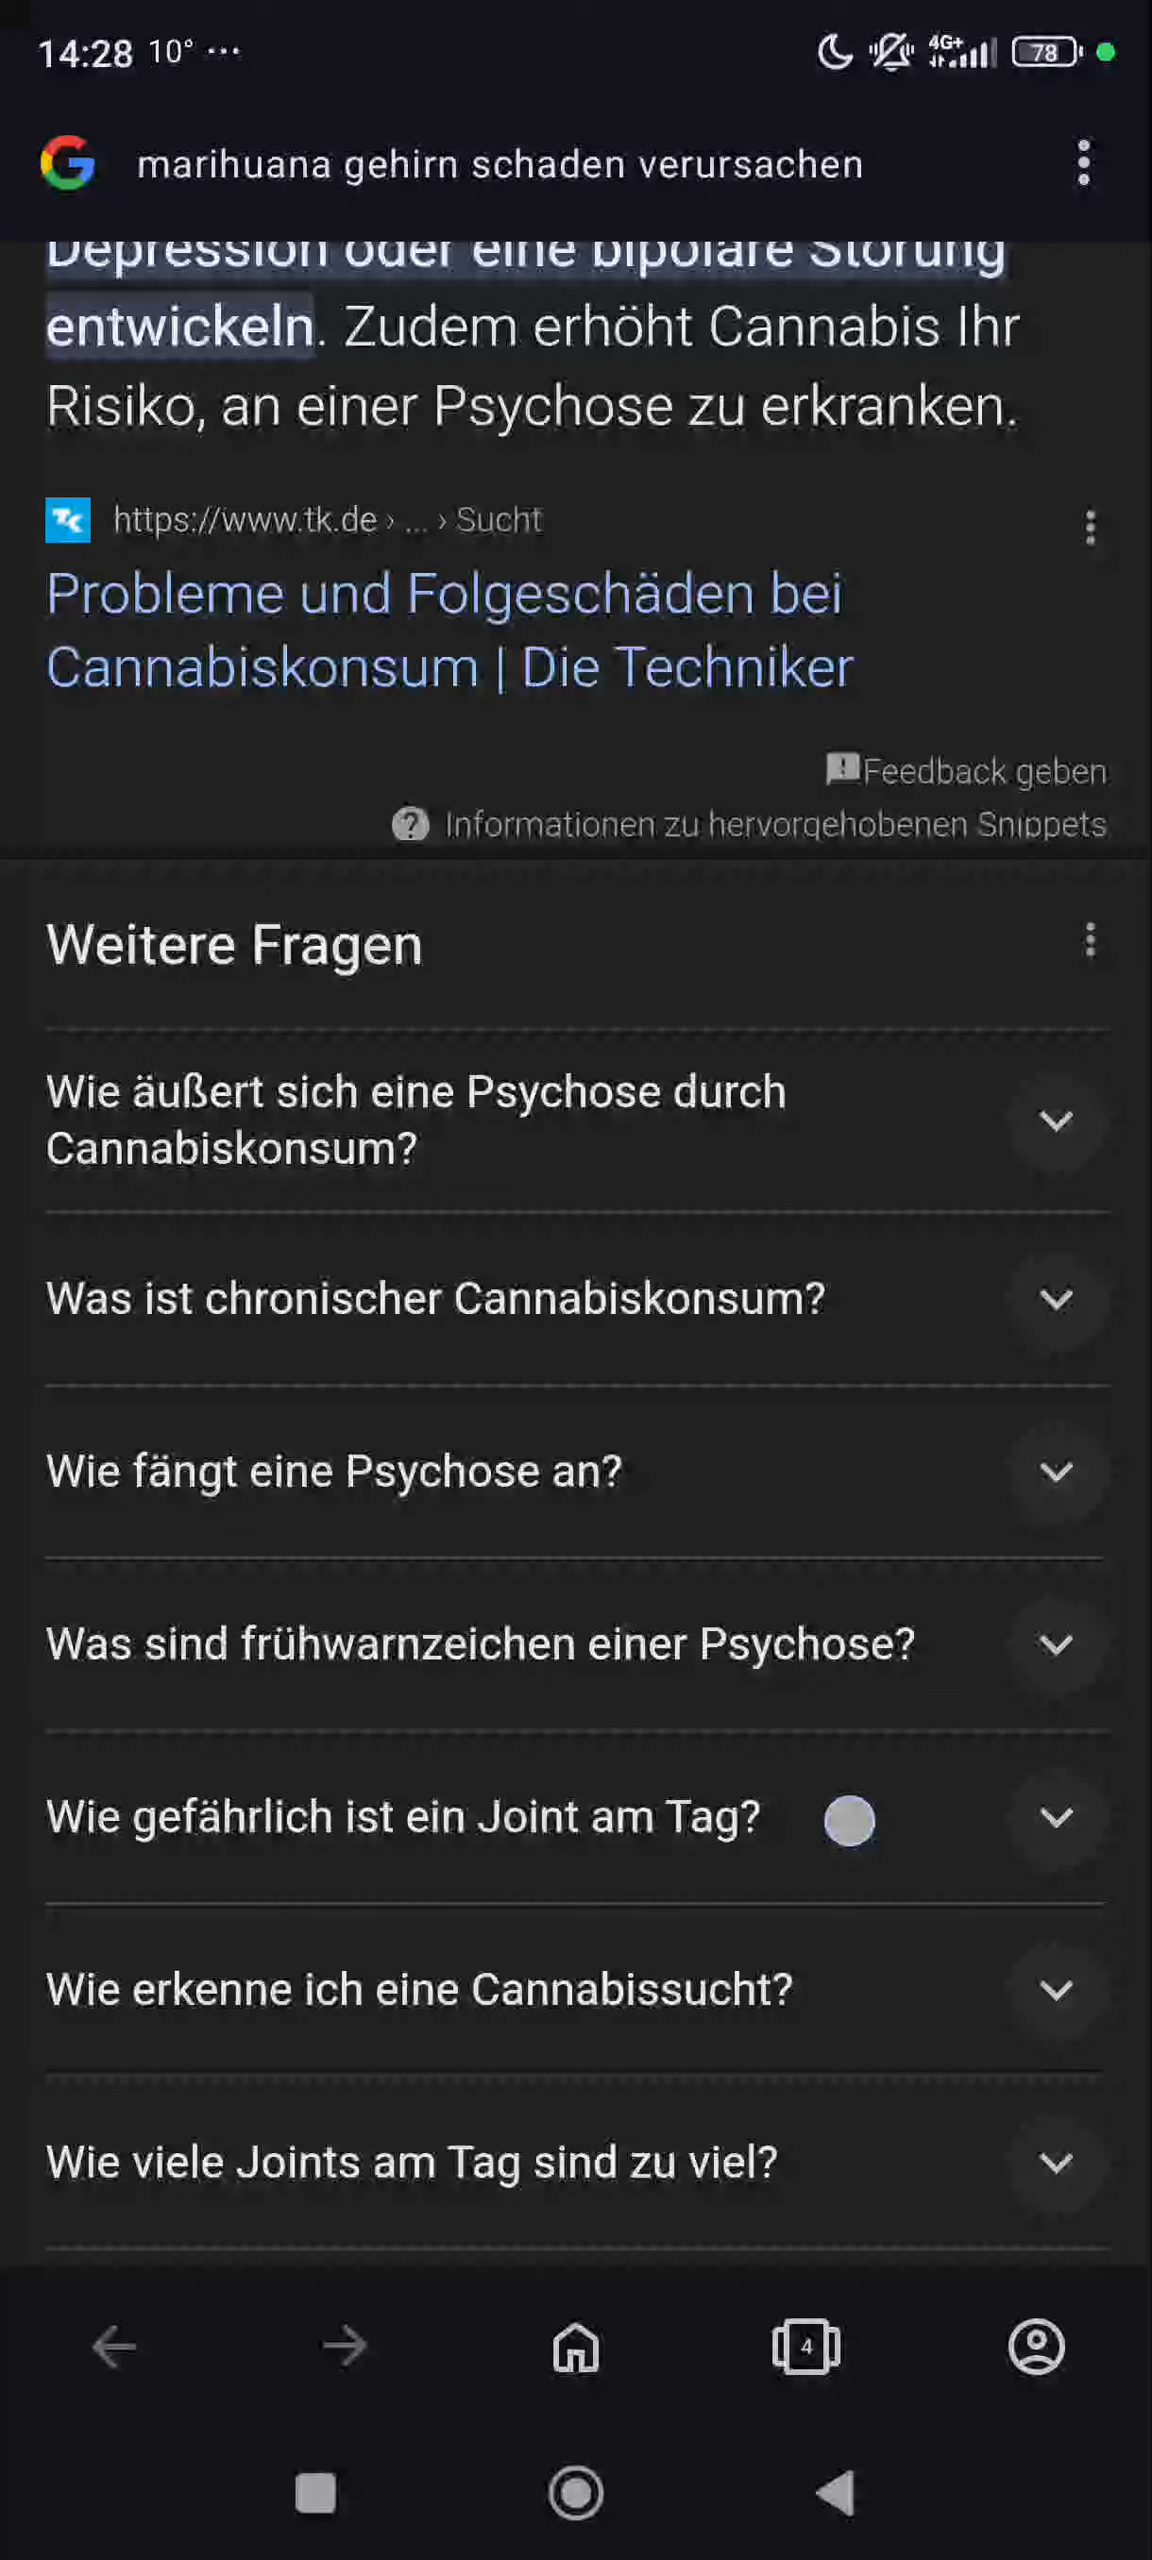 14:28 10° ...
4G+ 78
marihuana gehirn schaden verursachen
Depression oder eine bipolare Störung
entwickeln. Zudem erhöht Cannabis Ihr
Risiko, an einer Psychose zu erkranken.
https://www.tk.de › ... › Sucht
Probleme und Folgeschäden bei
Cannabiskonsum | Die Techniker
Feedback geben
Informationen zu hervorgehobenen Snippets
Weitere Fragen
Wie äußert sich eine Psychose durch
Cannabiskonsum?
Was ist chronischer Cannabiskonsum?
Wie fängt eine Psychose an?
Was sind frühwarnzeichen einer Psychose?
Wie gefährlich ist ein Joint am Tag?
Wie erkenne ich eine Cannabissucht?
Wie viele Joints am Tag sind zu viel?
4